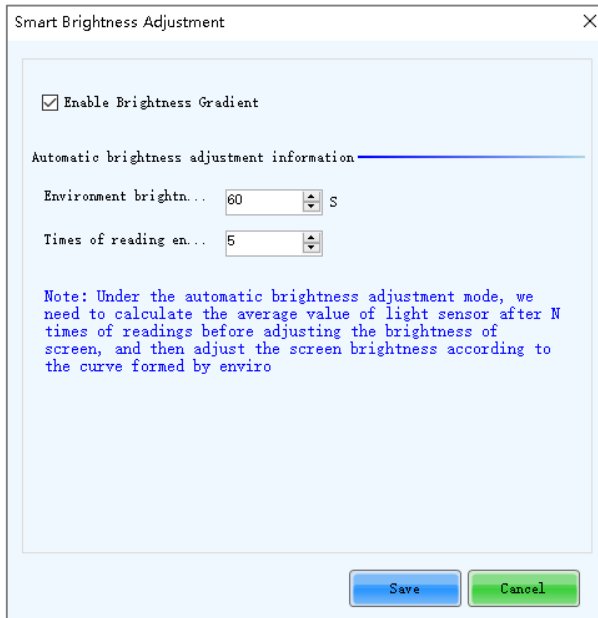 Smart Brightness Adjustment
Enable Brightness Gradient
Automatic brightness adjustment information
Environment brightn... 60 S
Times of reading en... 5
Note: Under the automatic brightness adjustment mode, we
need to calculate the average value of light sensor after N
times of readings before adjusting the brightness of
screen, and then adjust the screen brightness according to
the curve formed by enviro
Save Cancel